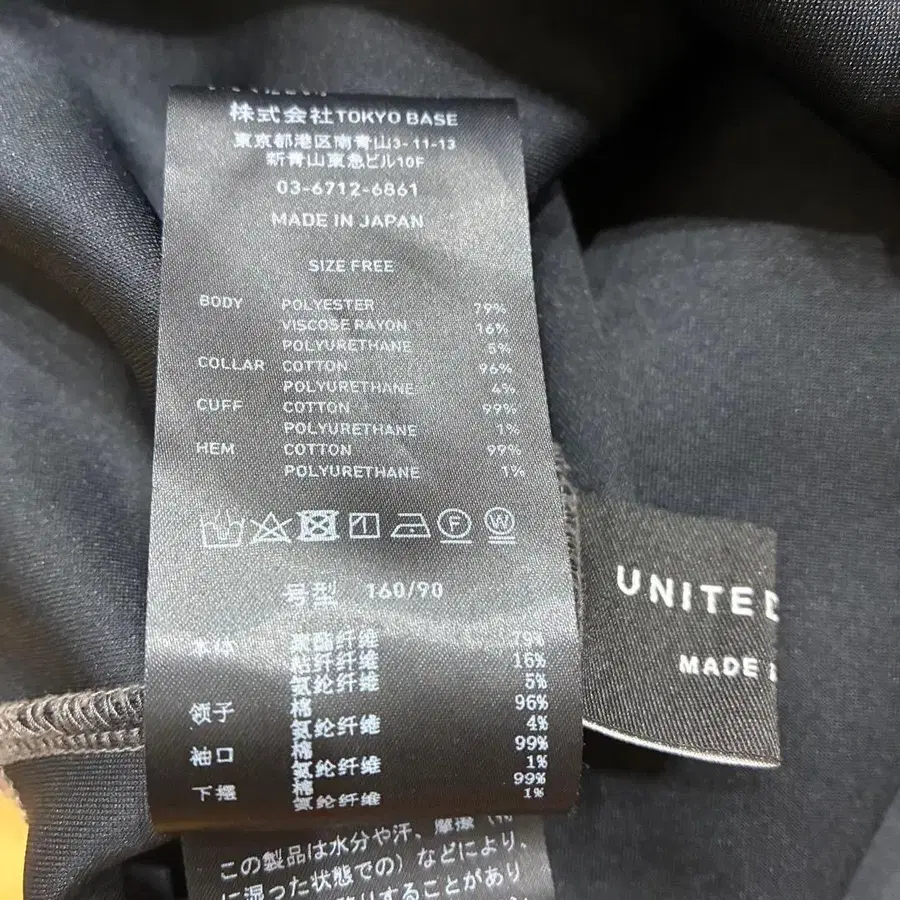 株式会社TOKYO BASE
東京都港区南青山3-11-13
新青山東急ビル10F
03-6712-6861
MADE IN JAPAN
SIZE FREE
BODY POLYESTER 79%
VISCOSE RAYON 16%
POLYURETHANE 5%
COLLAR COTTON 96%
POLYURETHANE 4%
CUFF COTTON 99%
POLYURETHANE 1%
HEM COTTON 99%
POLYURETHANE 1%
F W
号型 160/90
本体 聚酯纤维 79%
粘纤纤维 16%
氨纶纤维 5%
领子 棉 96%
氨纶纤维 4%
袖口 棉 99%
氨纶纤维 1%
下摆 棉 99%
氨纶纤维 1%
UNITED
MADE
この製品は水分や汗、摩擦
に湿った状態での)などにより、
することがあり